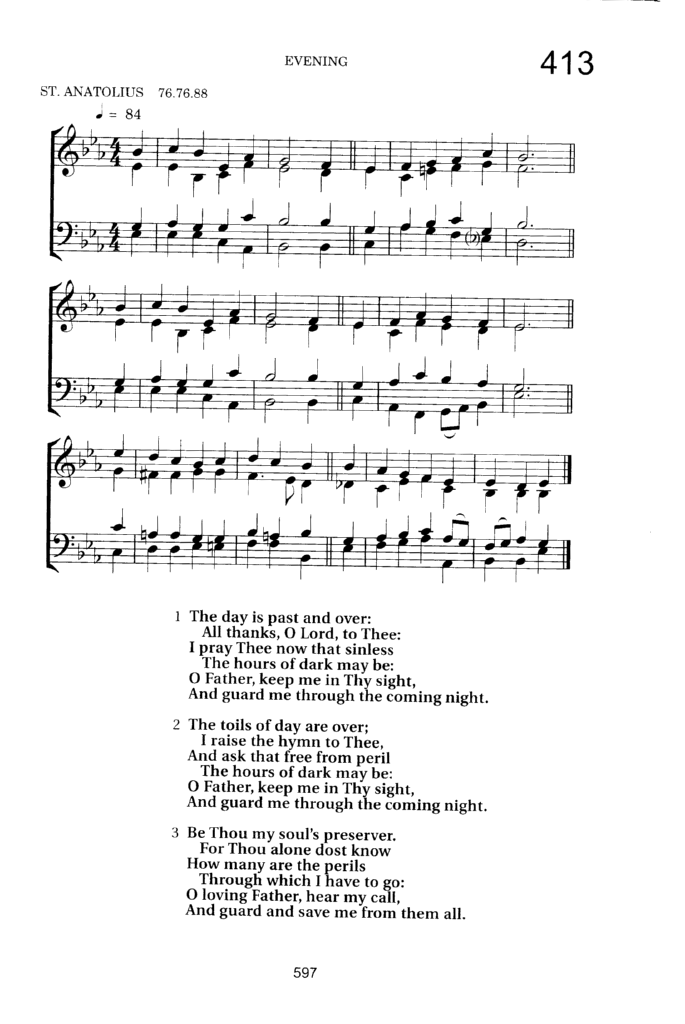 EVENING
413
ST. ANATOLIUS 76.76.88
♩ = 84
1 The day is past and over:
All thanks, O Lord, to Thee:
I pray Thee now that sinless
The hours of dark may be:
O Father, keep me in Thy sight,
And guard me through the coming night.
2 The toils of day are over;
I raise the hymn to Thee,
And ask that free from peril
The hours of dark may be:
O Father, keep me in Thy sight,
And guard me through the coming night.
3 Be Thou my soul's preserver.
For Thou alone dost know
How many are the perils
Through which I have to go:
O loving Father, hear my call,
And guard and save me from them all.
597